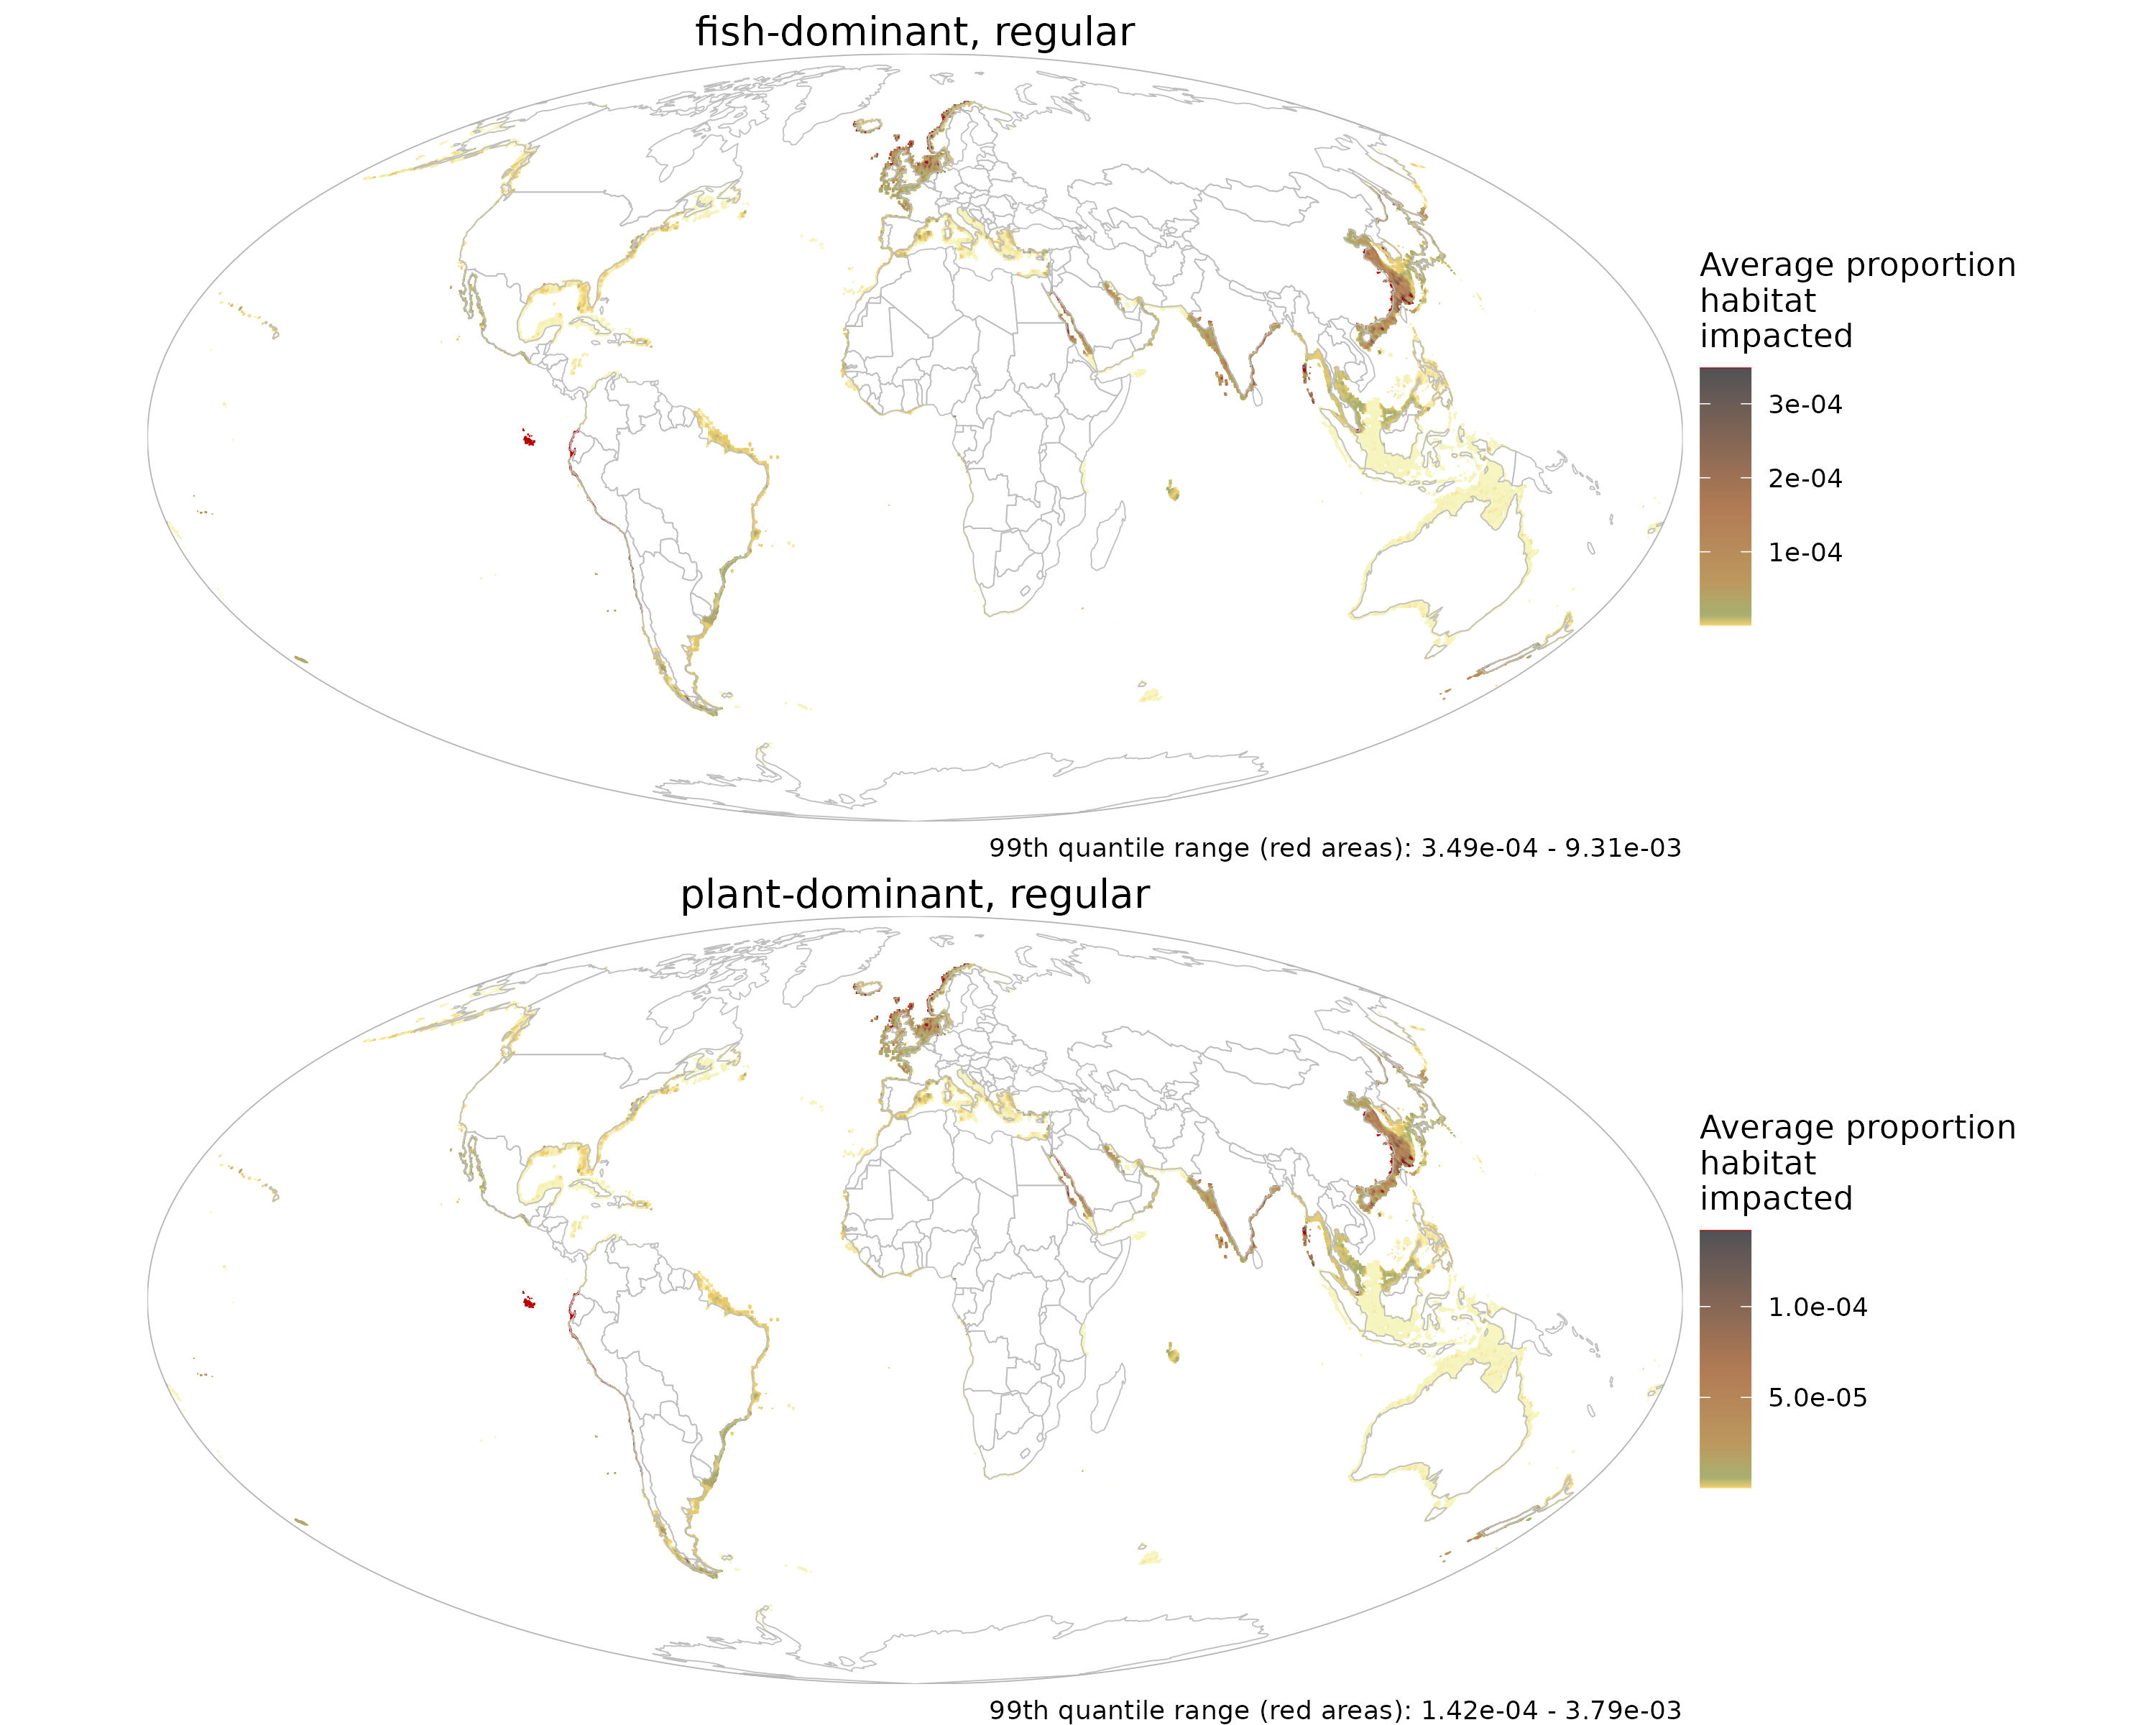 fish-dominant, regular
Average proportion
habitat
impacted
3e-04
2e-04
1e-04
99th quantile range (red areas): 3.49e-04 - 9.31e-03
plant-dominant, regular
Average proportion
habitat
impacted
1.0e-04
5.0e-05
99th quantile range (red areas): 1.42e-04 - 3.79e-03